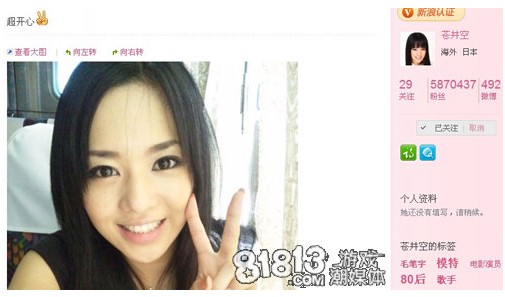 超开心
查看大图 | 向左转 | 向右转
81813 游戏
潮媒体
新浪认证
苍井空
海外 日本
29 5870437 492
关注 粉丝 微博
已关注 | 取消
个人资料
她还没有填写，请稍候。
苍井空的标签
毛笔字 模特 电影演员
80后 歌手